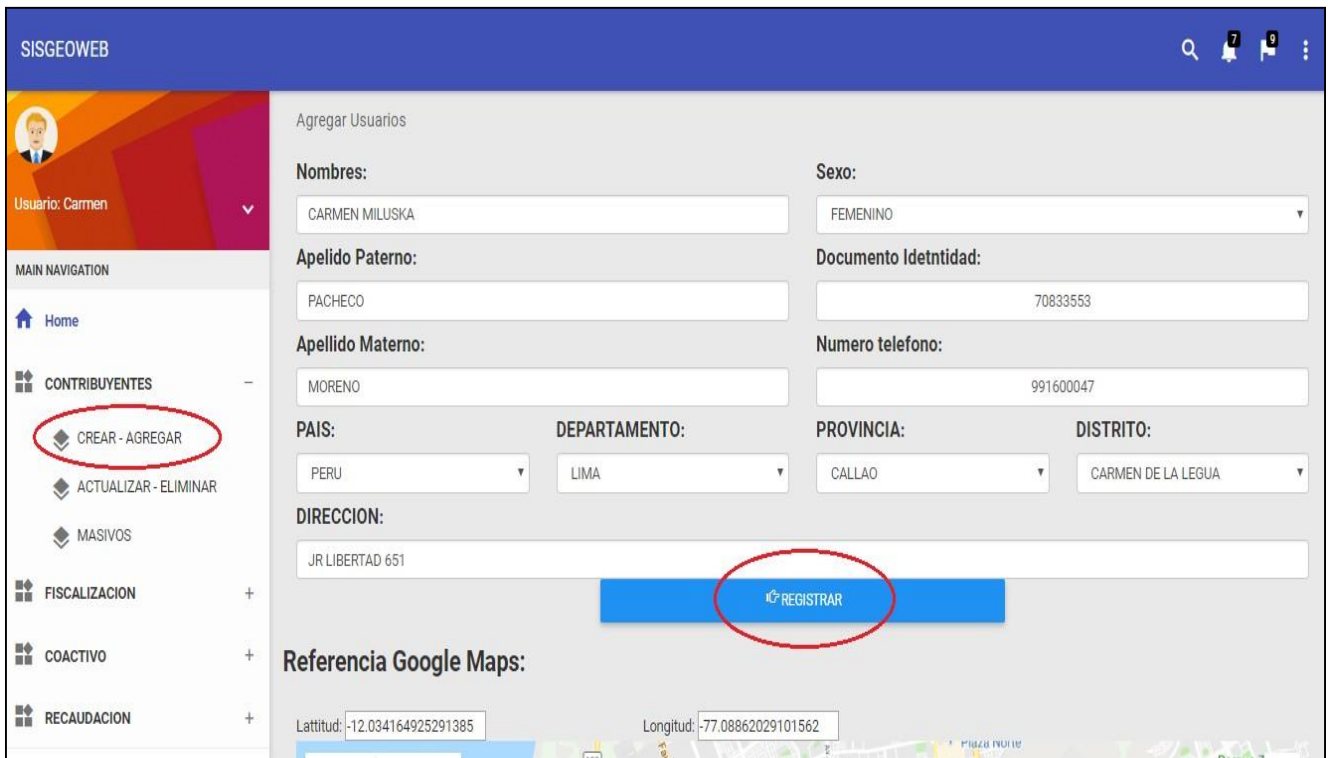 SISGEOWEB
7
9
Usuario: Carmen
MAIN NAVIGATION
Home
CONTRIBUYENTES
CREAR - AGREGAR
ACTUALIZAR - ELIMINAR
MASIVOS
FISCALIZACION
COACTIVO
RECAUDACION
Agregar Usuarios
Nombres:
CARMEN MILUSKA
Sexo:
FEMENINO
Apelido Paterno:
PACHECO
Documento Idetntidad:
70833553
Apellido Materno:
MORENO
Numero telefono:
991600047
PAIS:
PERU
DEPARTAMENTO:
LIMA
PROVINCIA:
CALLAO
DISTRITO:
CARMEN DE LA LEGUA
DIRECCION:
JR LIBERTAD 651
REGISTRAR
Referencia Google Maps:
Lattitud: -12.034164925291385
Longitud: -77.08862029101562
Plaza Norte